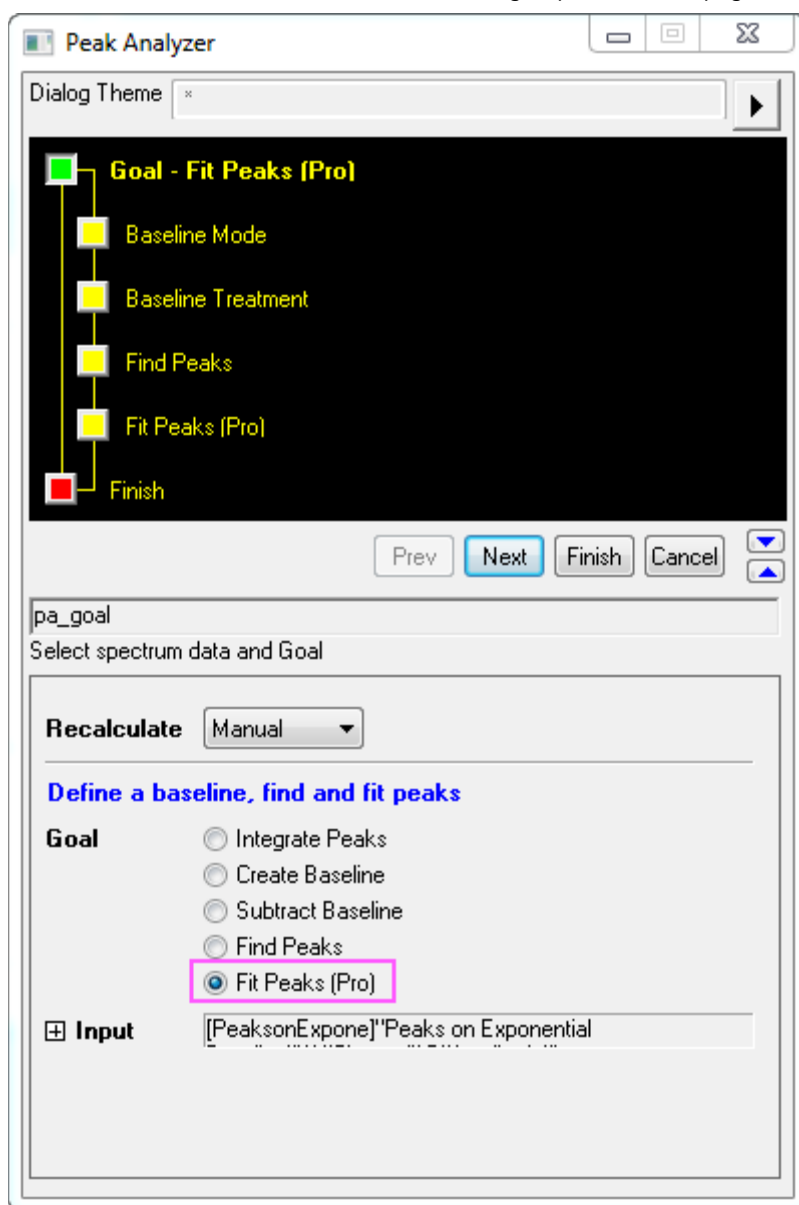 Peak Analyzer
Dialog Theme *
Goal - Fit Peaks (Pro)
Baseline Mode
Baseline Treatment
Find Peaks
Fit Peaks (Pro)
Finish
Prev Next Finish Cancel
pa_goal
Select spectrum data and Goal
Recalculate Manual
Define a baseline, find and fit peaks
Goal Integrate Peaks
Create Baseline
Subtract Baseline
Find Peaks
Fit Peaks (Pro)
Input [PeaksonExpone]"Peaks on Exponential